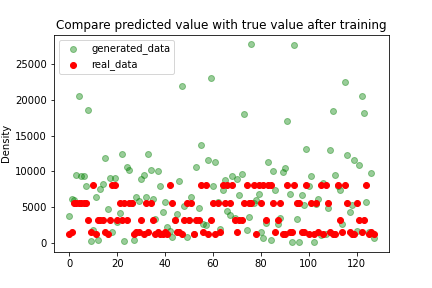 Compare predicted value with true value after training
generated_data
real_data
Density
25000
20000
15000
10000
5000
0
0 20 40 60 80 100 120